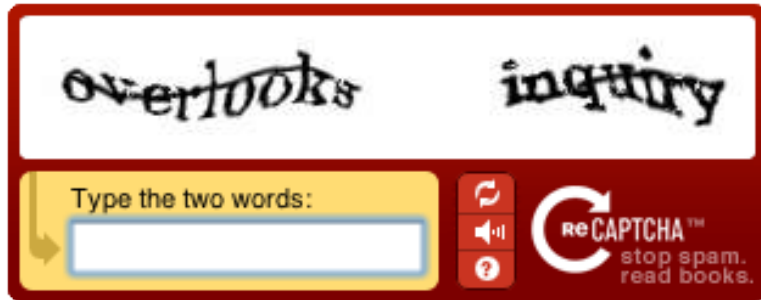 overlooks inquiry
Type the two words:
ReCAPTCHA™
stop spam.
read books.